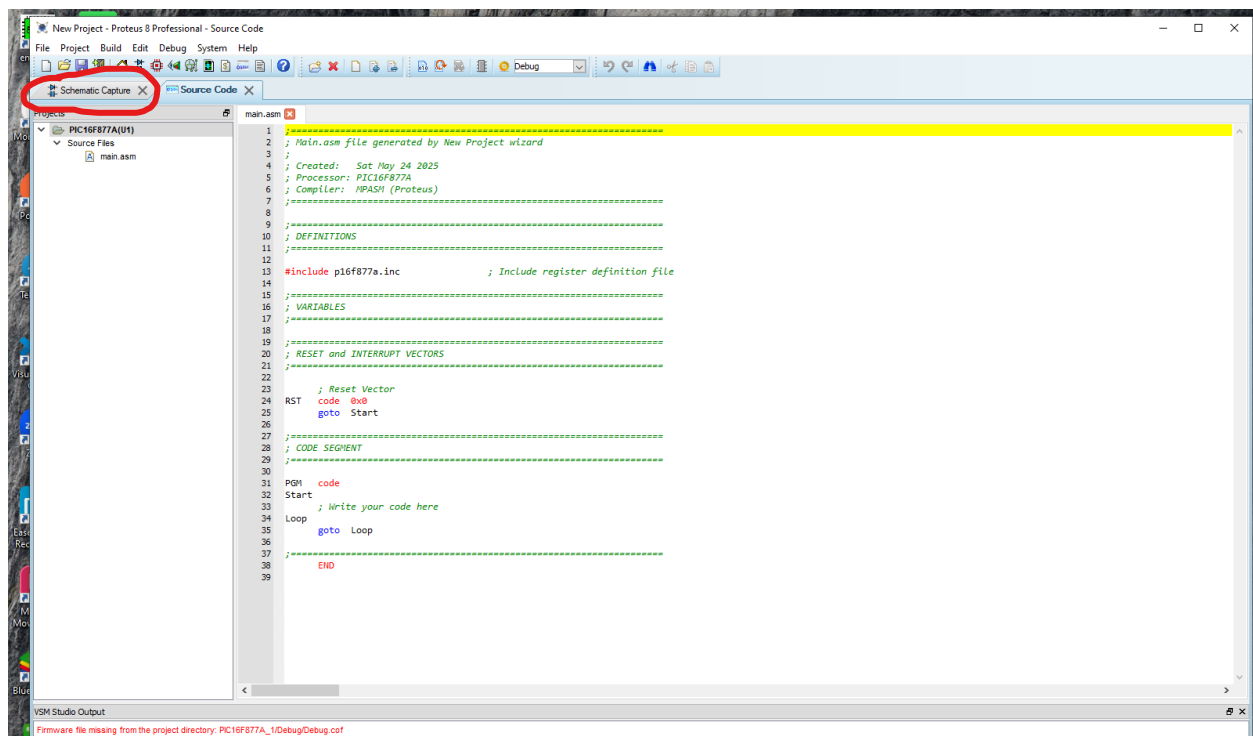 New Project - Proteus 8 Professional - Source Code
File Project Build Edit Debug System Help
Debug
Schematic Capture
Source Code
Projects
main.asm
PIC16F877A(U1)
Source Files
main.asm
1 ;====================================================================
2 ; Main.asm file generated by New Project wizard
3 ;
4 ; Created: Sat May 24 2025
5 ; Processor: PIC16F877A
6 ; Compiler: MPASM (Proteus)
7 ;====================================================================
8
9 ;====================================================================
10 ; DEFINITIONS
11 ;====================================================================
12
13 #include p16f877a.inc ; Include register definition file
14
15 ;====================================================================
16 ; VARIABLES
17 ;====================================================================
18
19 ;====================================================================
20 ; RESET and INTERRUPT VECTORS
21 ;====================================================================
22
23 ; Reset Vector
24 RST code 0x0
25 goto Start
26
27 ;====================================================================
28 ; CODE SEGMENT
29 ;====================================================================
30
31 PGM code
32 Start
33 ; Write your code here
34 Loop
35 goto Loop
36
37 ;====================================================================
38 END
39
VSM Studio Output
Firmware file missing from the project directory: PIC16F877A_1/Debug/Debug.cof